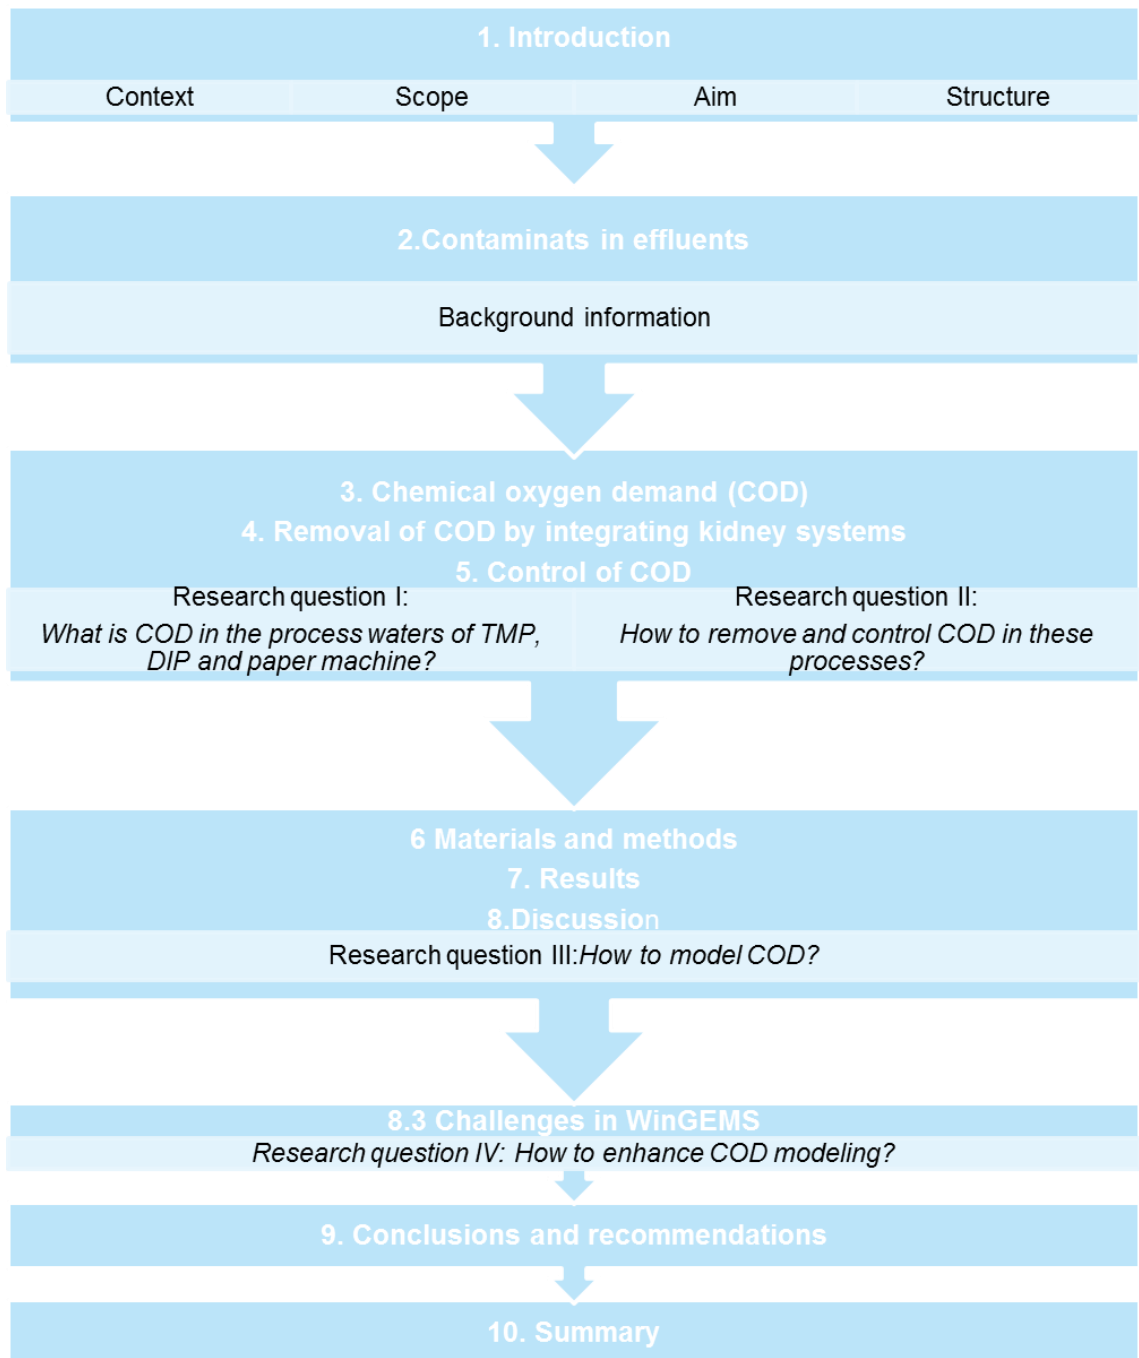 1. Introduction
Context Scope Aim Structure
2.Contaminats in effluents
Background information
3. Chemical oxygen demand (COD)
4. Removal of COD by integrating kidney systems
5. Control of COD
Research question I:
What is COD in the process waters of TMP,
DIP and paper machine?
Research question II:
How to remove and control COD in these
processes?
6 Materials and methods
7. Results
8.Discussion
Research question III:How to model COD?
8.3 Challenges in WinGEMS
Research question IV: How to enhance COD modeling?
9. Conclusions and recommendations
10. Summary